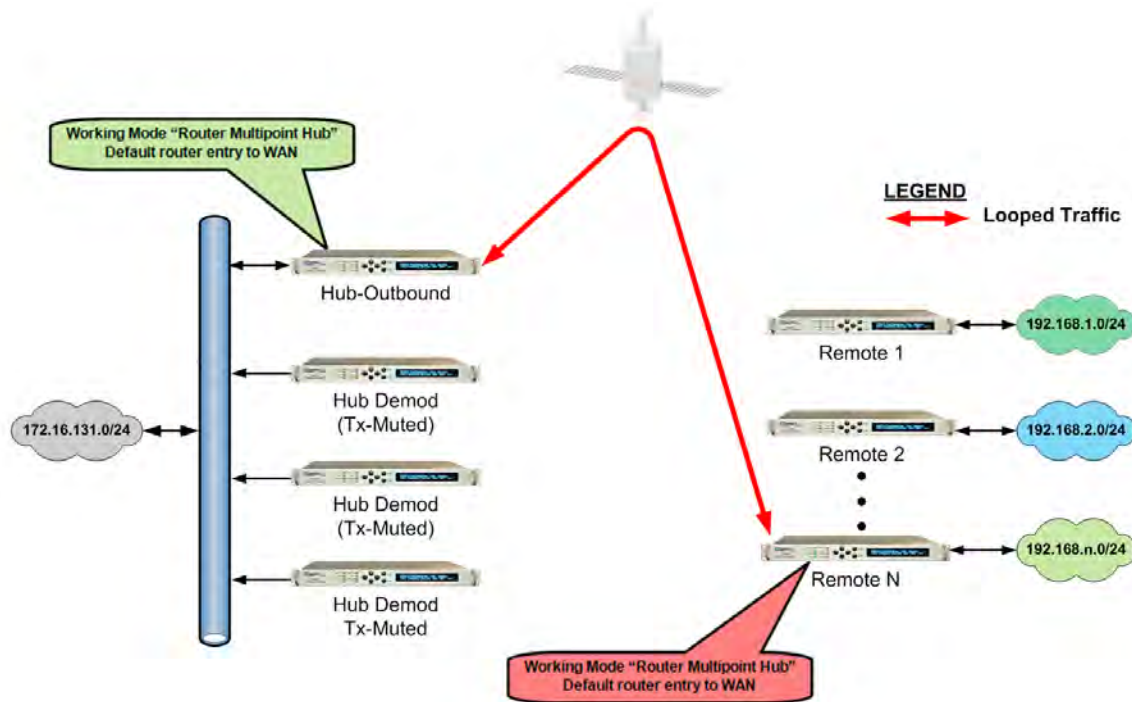 Working Mode “Router Multipoint Hub”
Default router entry to WAN
LEGEND
Looped Traffic
Hub-Outbound
192.168.1.0/24
Remote 1
Hub Demod
(Tx-Muted)
172.16.131.0/24
192.168.2.0/24
Remote 2
Hub Demod
(Tx-Muted)
192.168.n.0/24
Remote N
Hub Demod
Tx-Muted
Working Mode “Router Multipoint Hub”
Default router entry to WAN